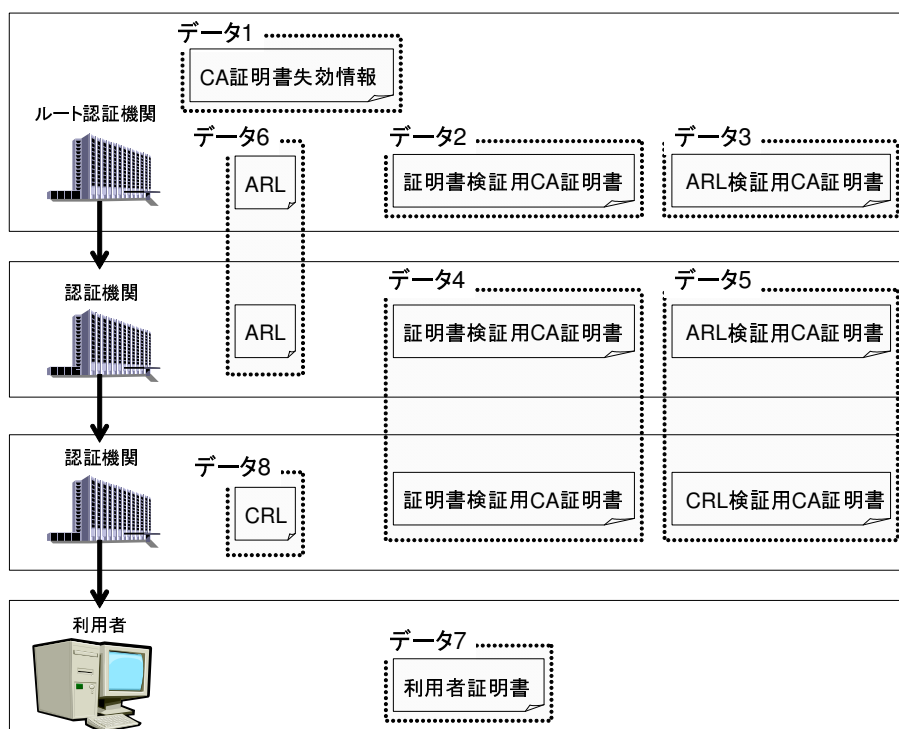 データ1
CA証明書失効情報
ルート認証機関
データ6
データ2
データ3
ARL
証明書検証用CA証明書
ARL検証用CA証明書
認証機関
データ4
データ5
ARL
証明書検証用CA証明書
ARL検証用CA証明書
認証機関
データ8
CRL
証明書検証用CA証明書
CRL検証用CA証明書
利用者
データ7
利用者証明書